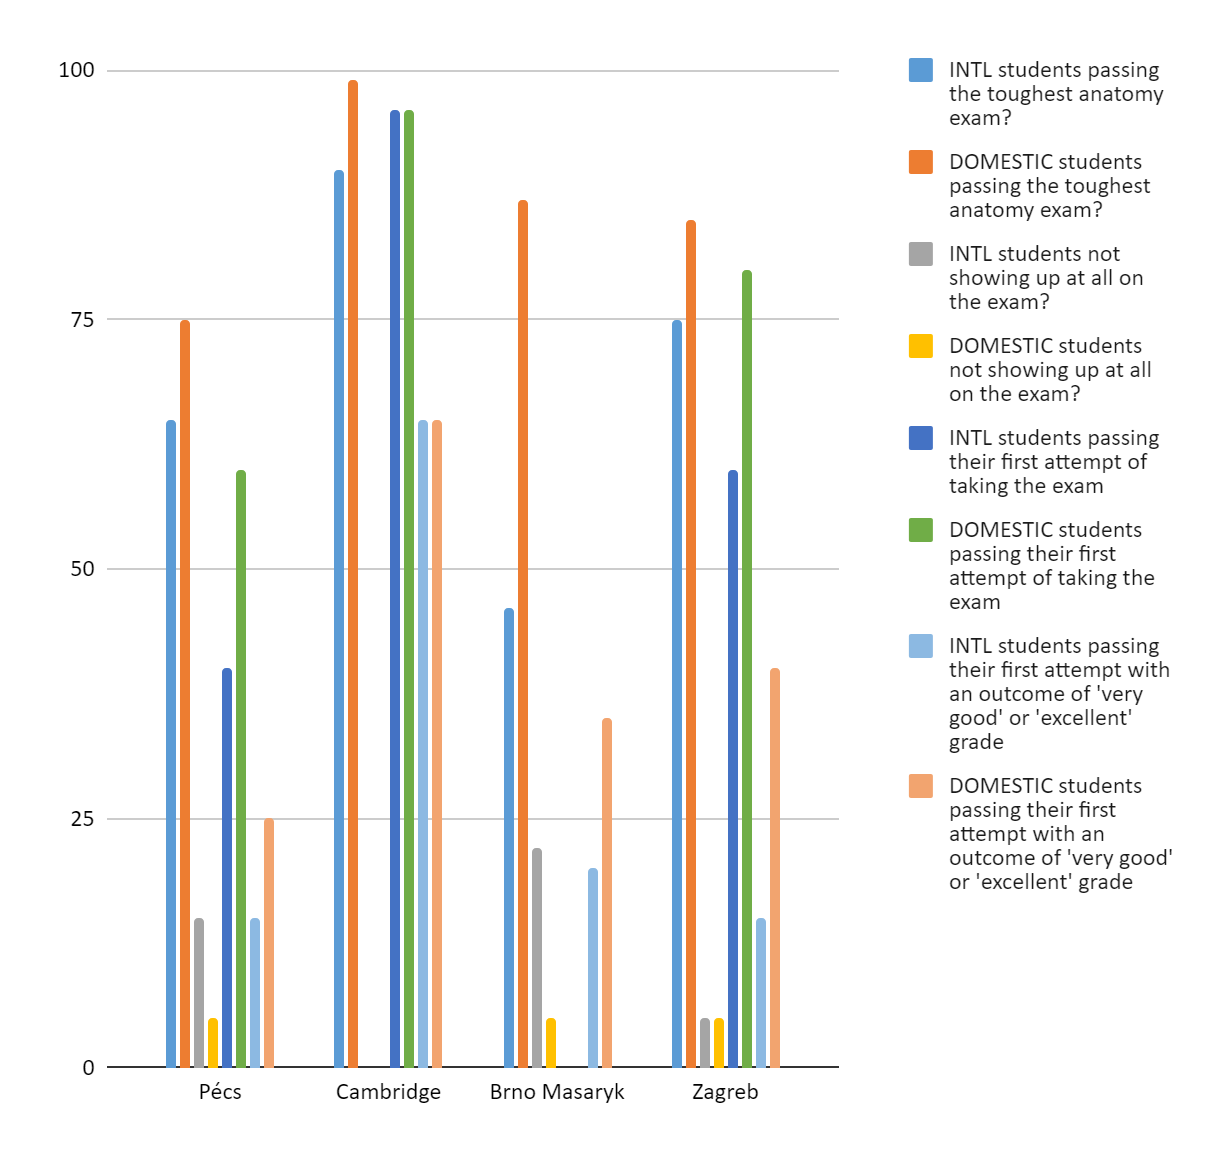 100
75
50
25
0
Pécs
Cambridge
Brno Masaryk
Zagreb
INTL students passing
the toughest anatomy
exam?
DOMESTIC students
passing the toughest
anatomy exam?
INTL students not
showing up at all on
the exam?
DOMESTIC students
not showing up at all
on the exam?
INTL students passing
their first attempt of
taking the exam
DOMESTIC students
passing their first
attempt of taking the
exam
INTL students passing
their first attempt with
an outcome of 'very
good' or 'excellent'
grade
DOMESTIC students
passing their first
attempt with an
outcome of 'very good'
or 'excellent' grade